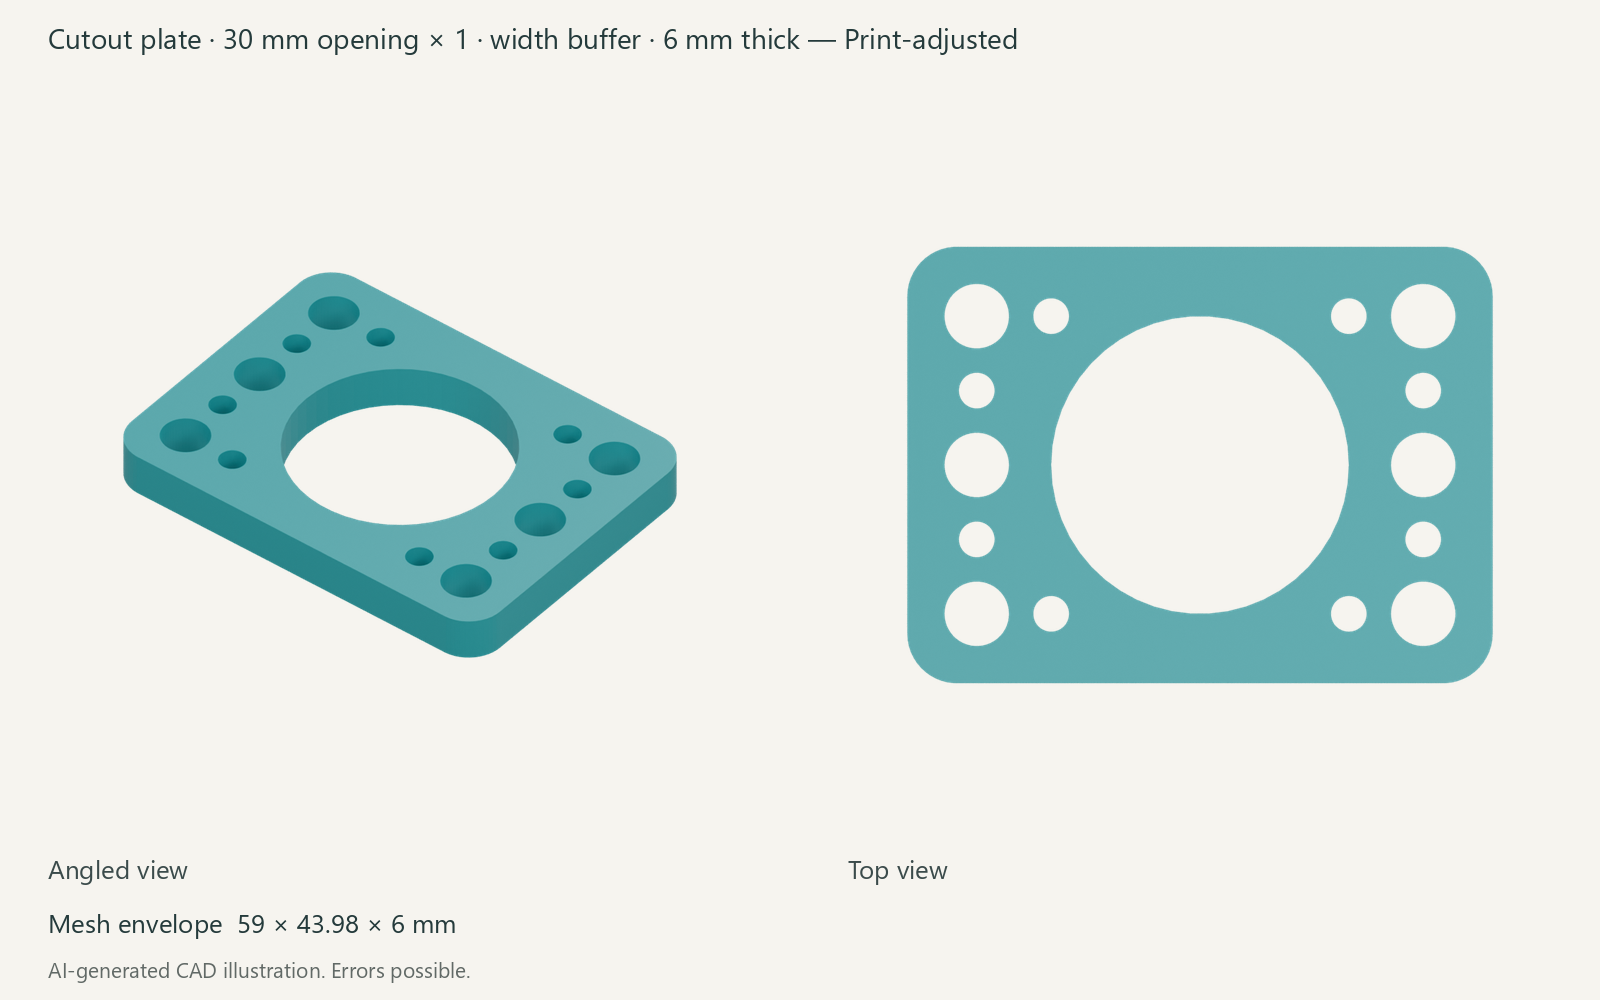 Cutout plate · 30 mm opening × 1 · width buffer · 6 mm thick — Print-adjusted
Angled view
Top view
Mesh envelope  59 × 43.98 × 6 mm
AI-generated CAD illustration. Errors possible.